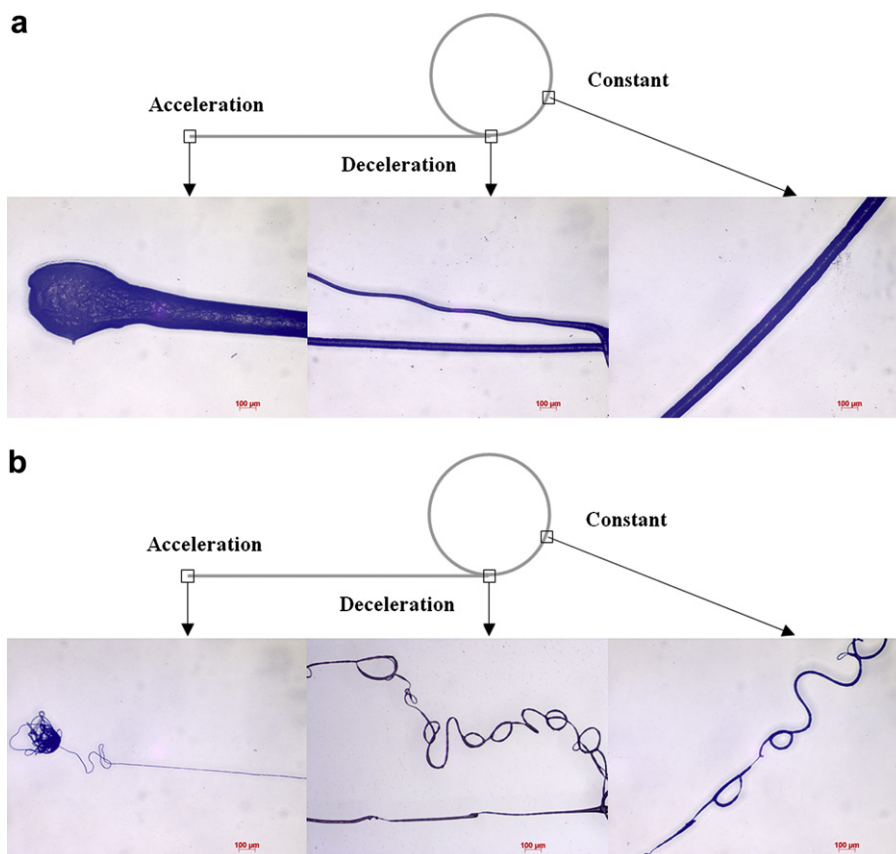 a
Constant
Acceleration
Deceleration
100 µm
100 µm
100 µm
b
Constant
Acceleration
Deceleration
100 µm
100 µm
100 µm